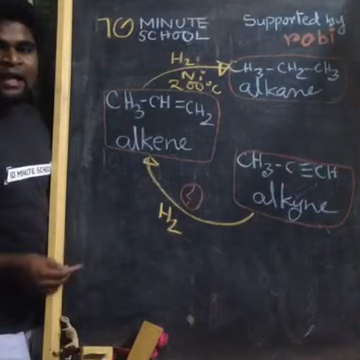 10 MINUTE
SCHOOL
Supported by
robi
H₂
Ni
200°C
CH₃-CH₂-CH₃
alkane
CH₃-CH=CH₂
alkene
CH₃-C≡CH
alkyne
H₂
10 MINUTE SCHOOL